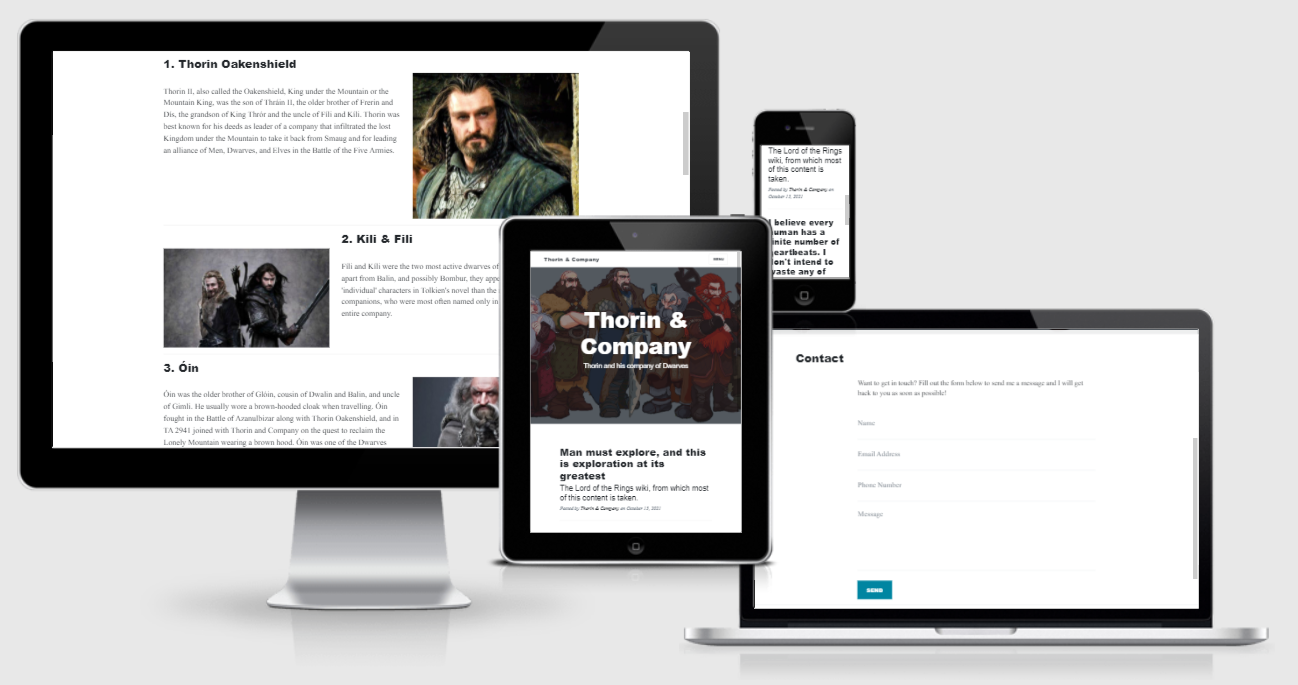 1. Thorin Oakenshield
Thorin II, also called the Oakenshield, King under the Mountain or the
Mountain King, was the son of Thráin II, the older brother of Frerin and
Dís, the grandson of King Thrór and the uncle of Fíli and Kíli. Thorin was
best known for his deeds as leader of a company that infiltrated the lost
Kingdom under the Mountain to take it back from Smaug and for leading
an alliance of Men, Dwarves, and Elves in the Battle of the Five Armies.
2. Kíli & Fíli
Fíli and Kíli were the two most active dwarves of
apart from Balin, and possibly Bombur, they appe
'individual' characters in Tolkien's novel than the
companions, who were most often named only in
entire company.
3. Óin
Óin was the older brother of Glóin, cousin of Dwalin and Balin, and uncle
of Gimli. He usually wore a brown-hooded cloak when travelling. Óin
fought in the Battle of Azanulbizar along with Thorin Oakenshield, and in
TA 2941 joined with Thorin and Company on the quest to reclaim the
Lonely Mountain wearing a brown hood. Óin was one of the Dwarves
Thorin & Company
MENU
Thorin &
Company
Thorin and his company of Dwarves
Man must explore, and this
is exploration at its
greatest
The Lord of the Rings wiki, from which most
of this content is taken.
Posted by Thorin & Company on October 13, 2021
The Lord of the Rings
wiki, from which most
of this content is
taken.
Posted by Thorin & Company on
October 13, 2021
I believe every
human has a
finite number of
heartbeats. I
don't intend to
waste any of
Contact
Want to get in touch? Fill out the form below to send me a message and I will get
back to you as soon as possible!
Name
Email Address
Phone Number
Message
SEND